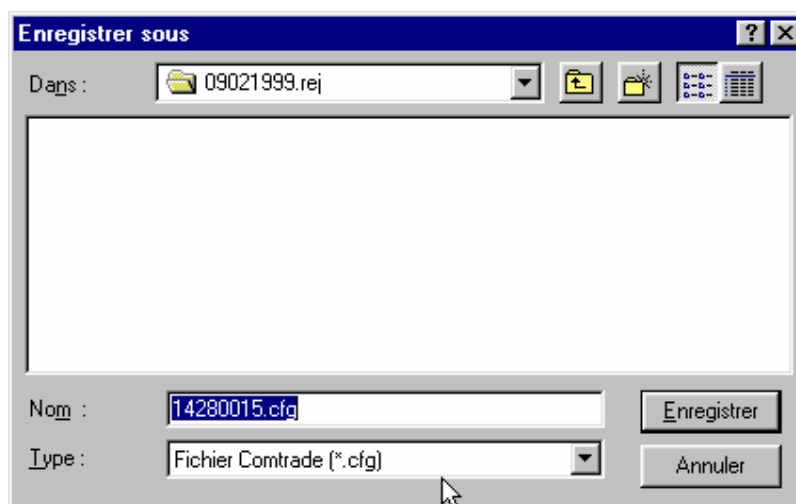 Enregistrer sous
Dans : 09021999.rej
Nom : 14280015.cfg Enregistrer
Type : Fichier Comtrade (*.cfg) Annuler